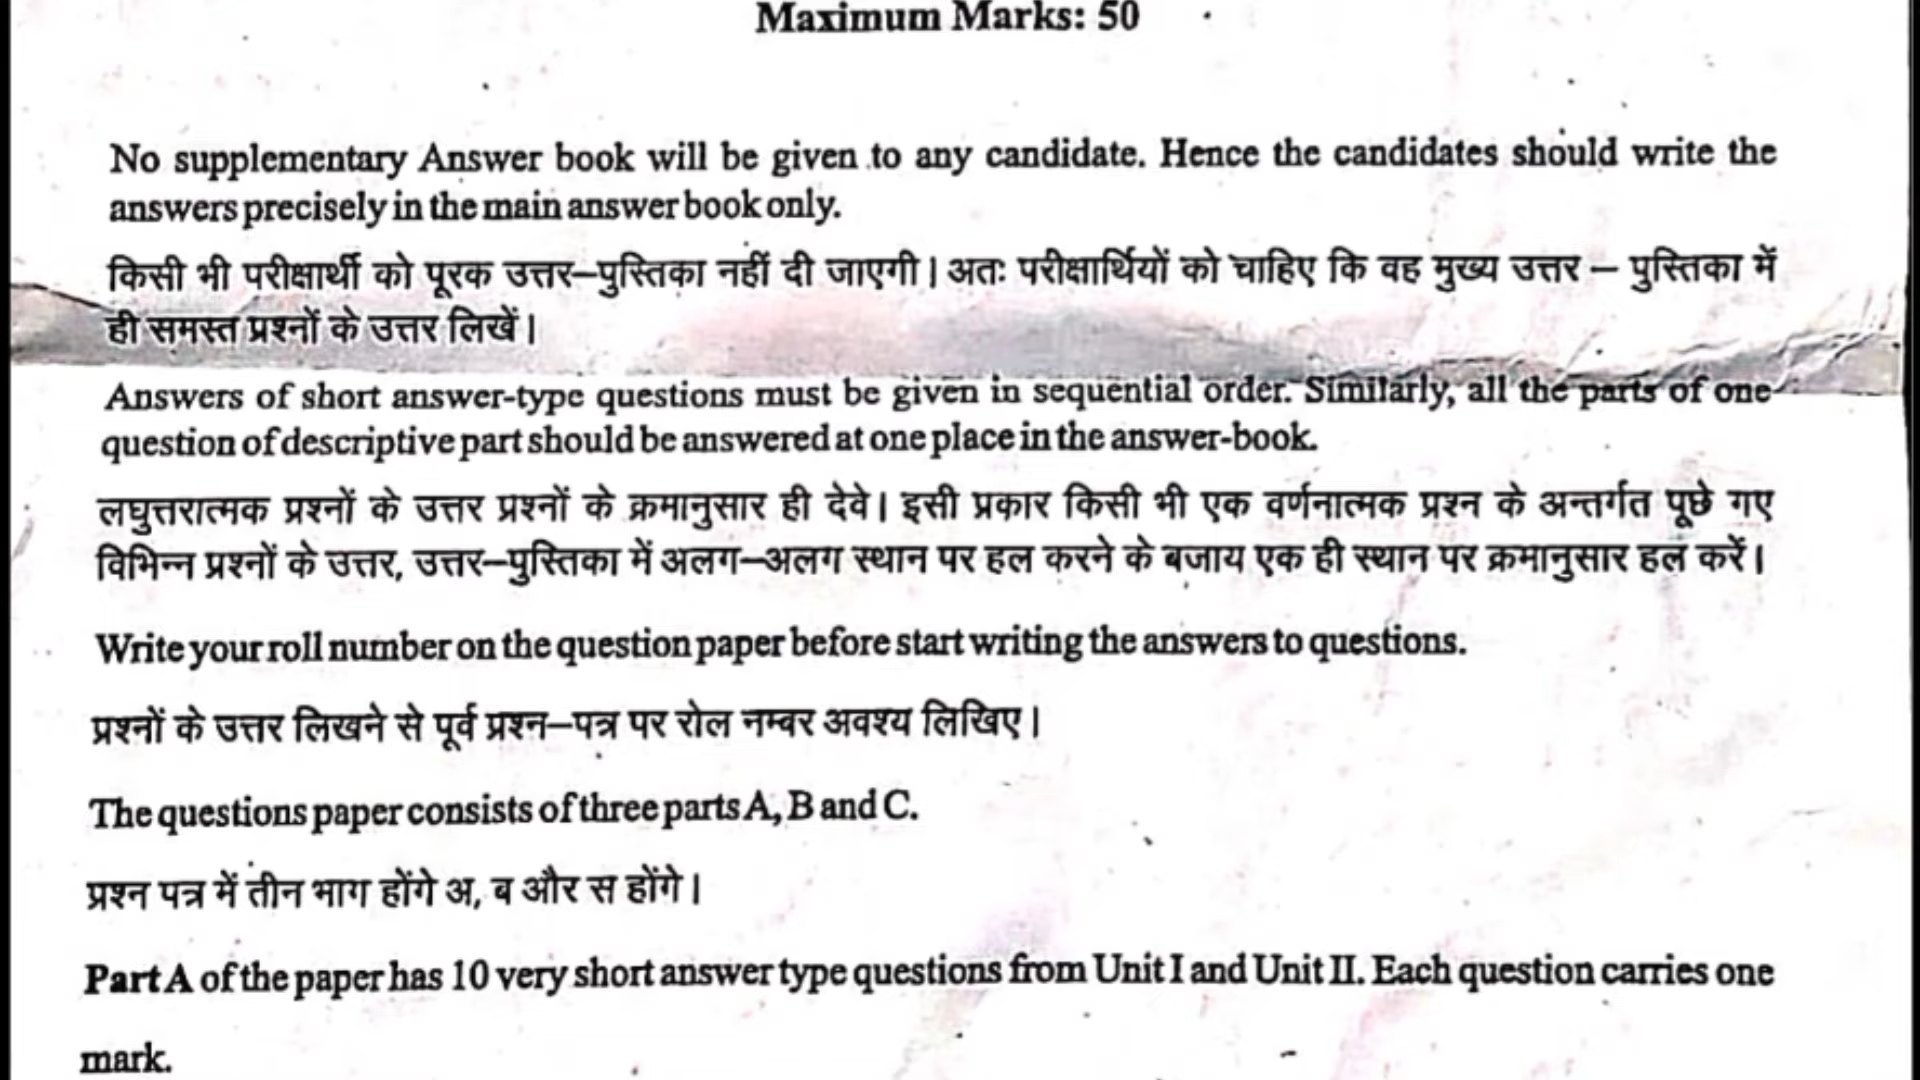 Maximum Marks: 50
No supplementary Answer book will be given to any candidate. Hence the candidates should write the
answers precisely in the main answer book only.
किसी भी परीक्षार्थी को पूरक उत्तर–पुस्तिका नहीं दी जाएगी। अतः परीक्षार्थियों को चाहिए कि वह मुख्य उत्तर – पुस्तिका में
ही समस्त प्रश्नों के उत्तर लिखें।
Answers of short answer-type questions must be given in sequential order. Similarly, all the parts of one
question of descriptive part should be answered at one place in the answer-book.
लघुत्तरात्मक प्रश्नों के उत्तर प्रश्नों के क्रमानुसार ही देवे। इसी प्रकार किसी भी एक वर्णनात्मक प्रश्न के अन्तर्गत पूछे गए
विभिन्न प्रश्नों के उत्तर, उत्तर–पुस्तिका में अलग–अलग स्थान पर हल करने के बजाय एक ही स्थान पर क्रमानुसार हल करें।
Write your roll number on the question paper before start writing the answers to questions.
प्रश्नों के उत्तर लिखने से पूर्व प्रश्न–पत्र पर रोल नम्बर अवश्य लिखिए।
The questions paper consists of three parts A, B and C.
प्रश्न पत्र में तीन भाग होंगे अ, ब और स होंगे।
Part A of the paper has 10 very short answer type questions from Unit I and Unit II. Each question carries one
mark.